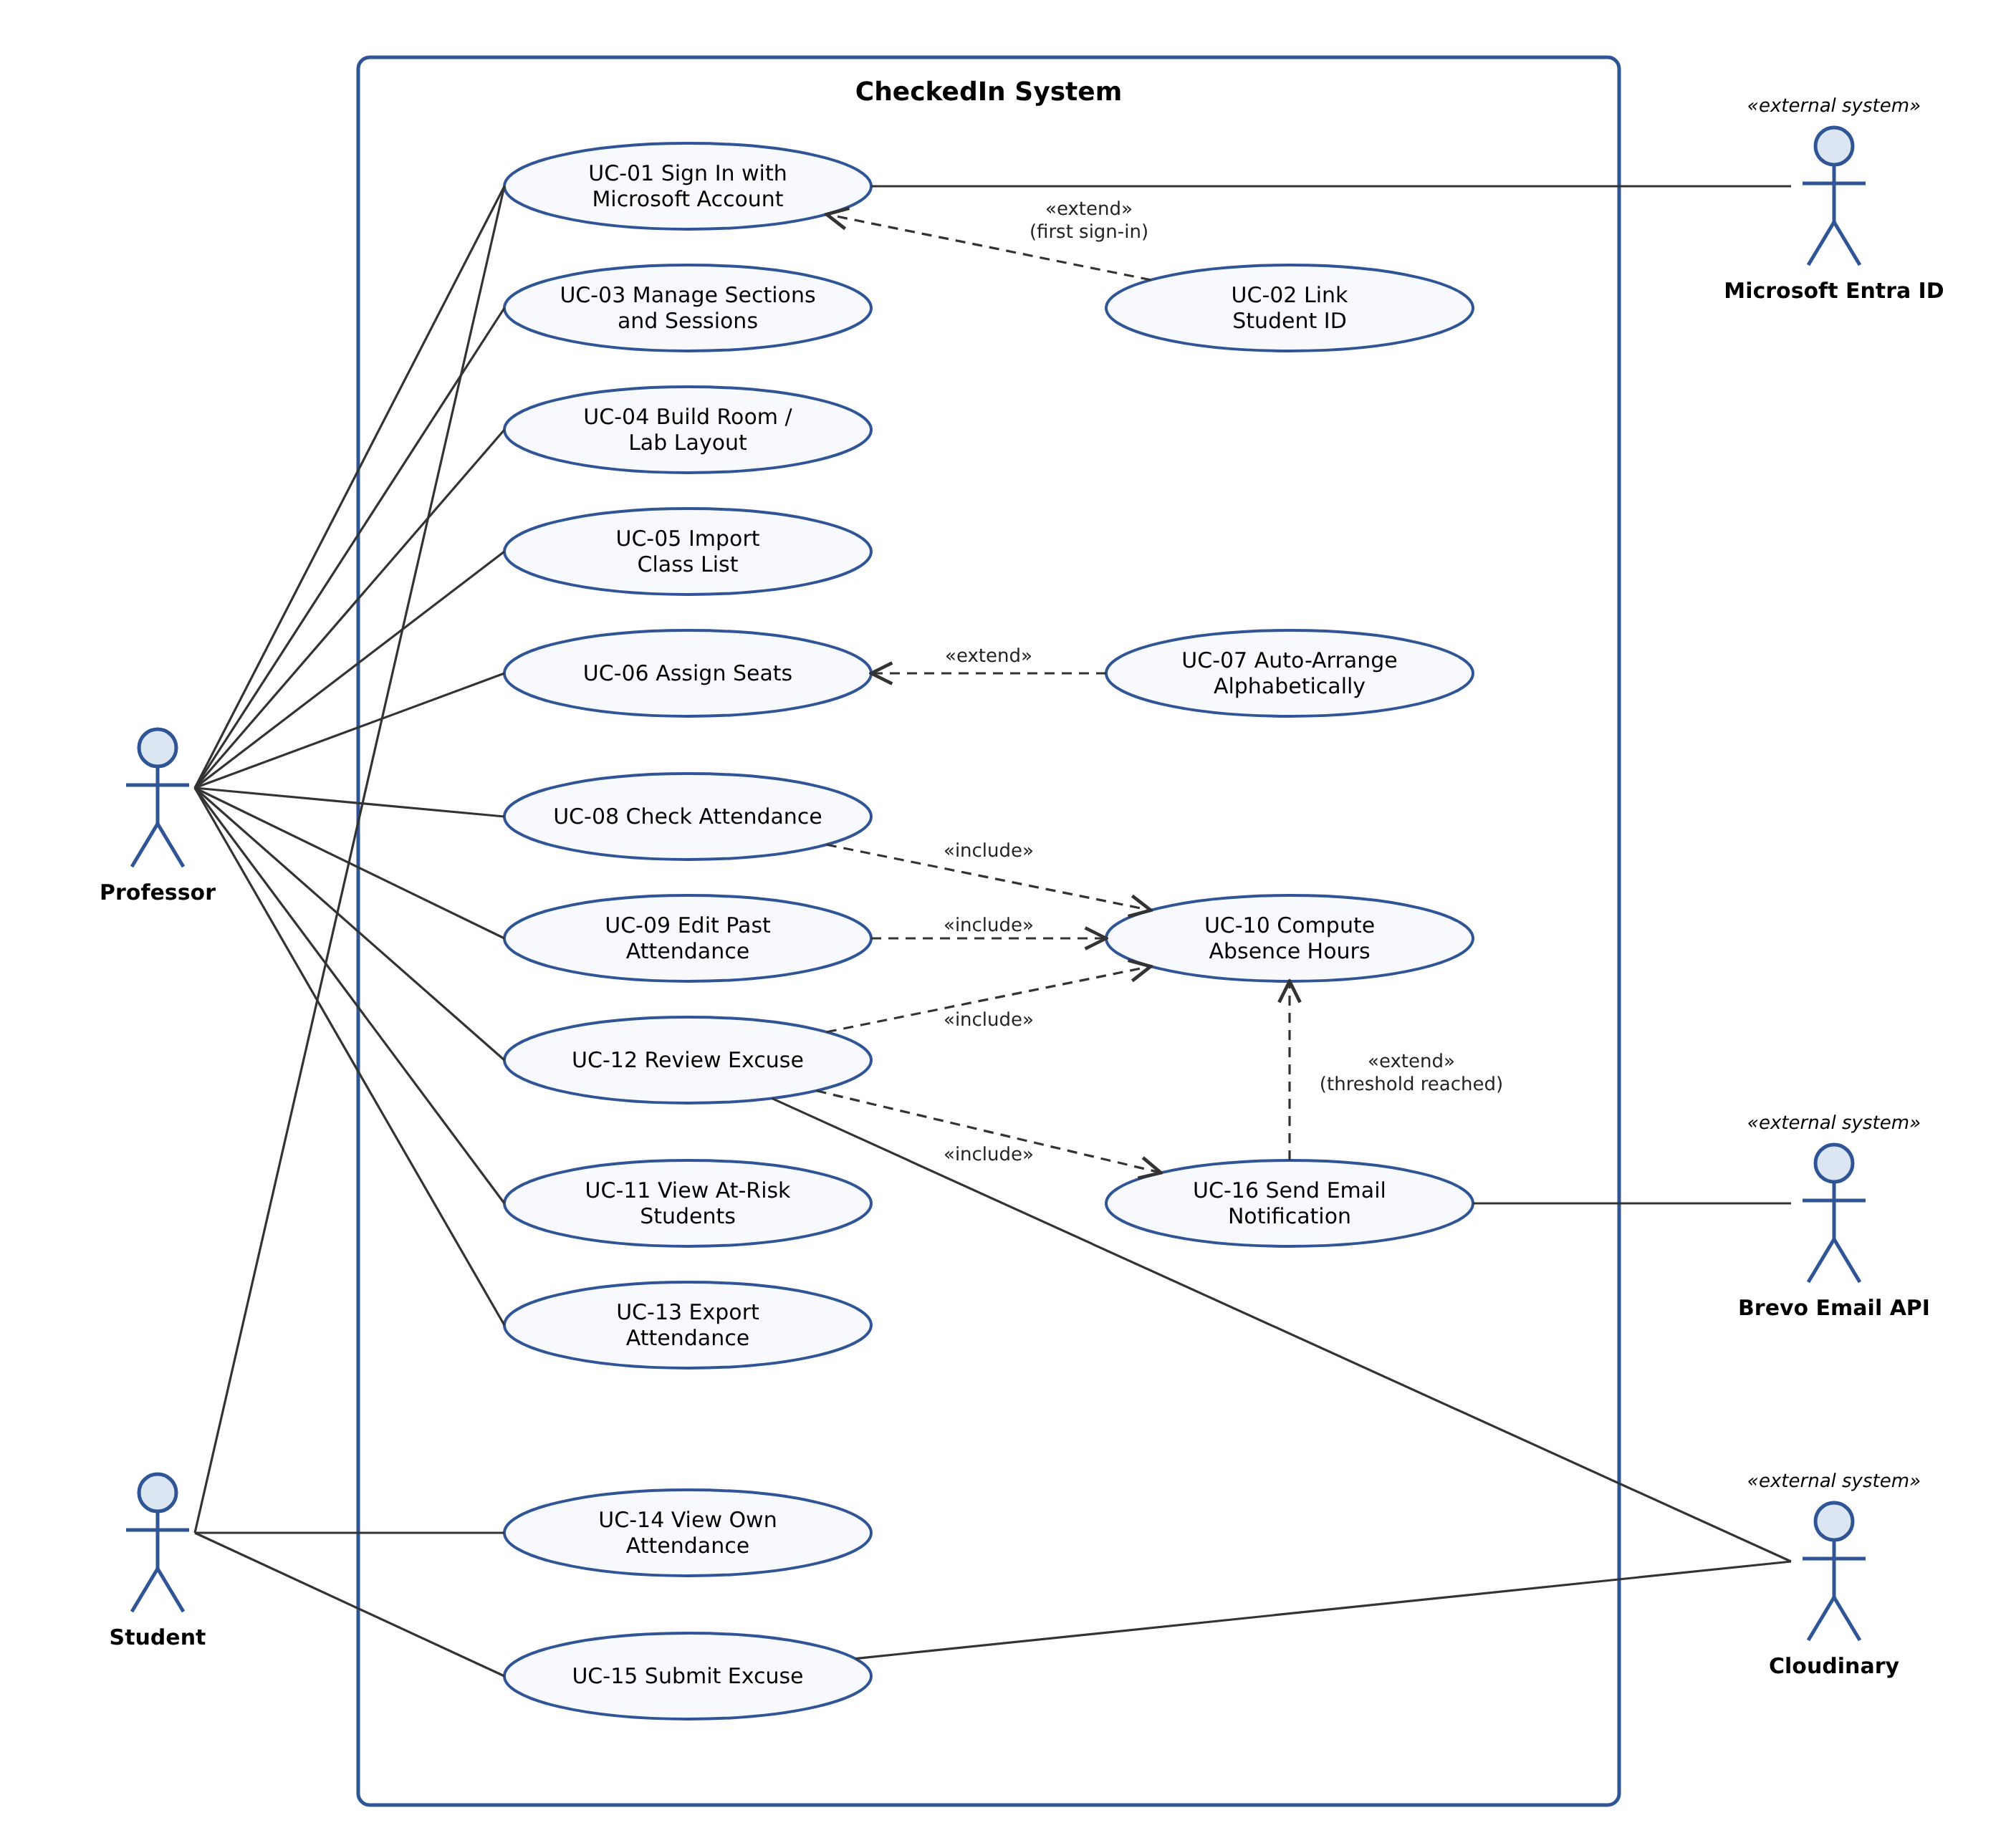 CheckedIn System
«external system»
Microsoft Entra ID
UC-01 Sign In with
Microsoft Account
«extend»
(first sign-in)
UC-02 Link
Student ID
UC-03 Manage Sections
and Sessions
UC-04 Build Room /
Lab Layout
UC-05 Import
Class List
UC-06 Assign Seats
«extend»
UC-07 Auto-Arrange
Alphabetically
Professor
UC-08 Check Attendance
«include»
UC-09 Edit Past
Attendance
«include»
UC-10 Compute
Absence Hours
UC-12 Review Excuse
«include»
«extend»
(threshold reached)
«include»
UC-11 View At-Risk
Students
UC-16 Send Email
Notification
«external system»
Brevo Email API
UC-13 Export
Attendance
Student
UC-14 View Own
Attendance
UC-15 Submit Excuse
«external system»
Cloudinary